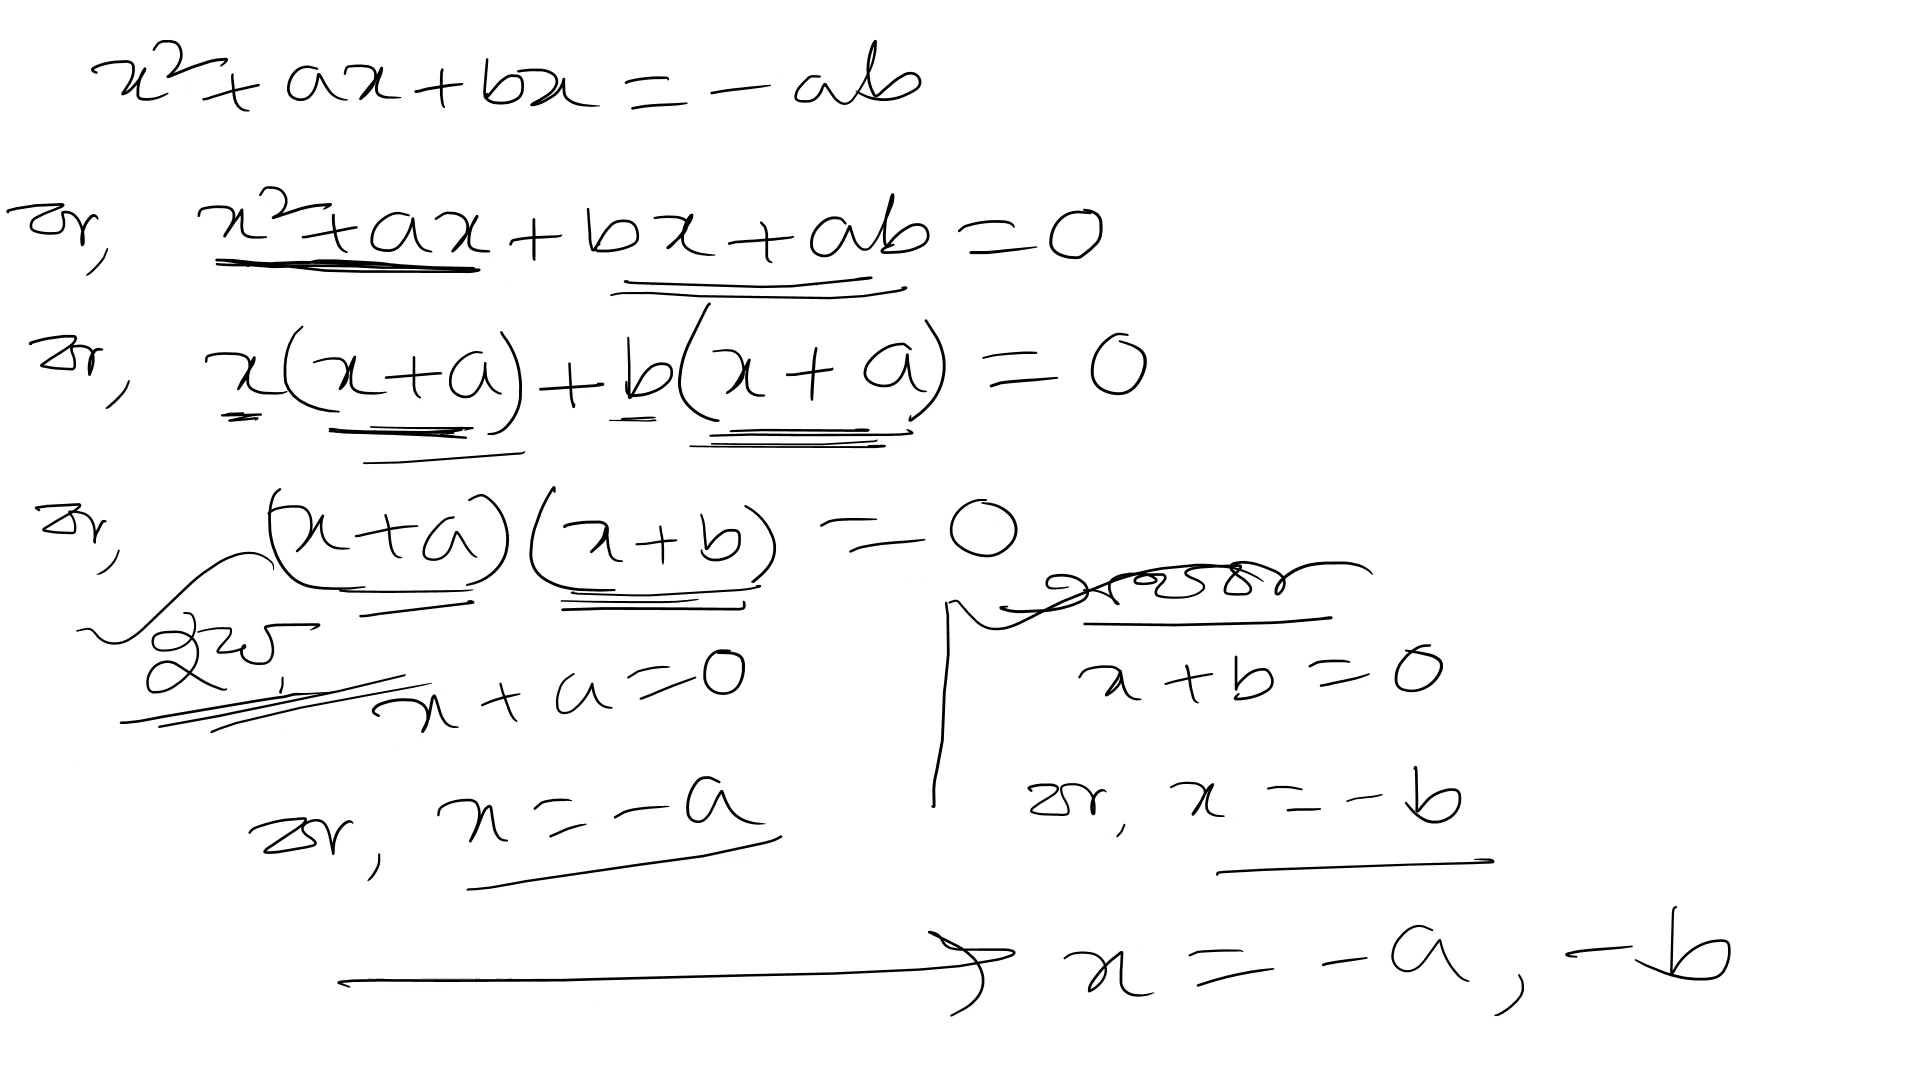 x²+ax+bx=-ab
or, x²+ax+bx+ab=0
or, x(x+a)+b(x+a)=0
or, (x+a)(x+b)=0
x+a=0
x+b=0
or, x=-a
or, x=-b
x=-a, -b